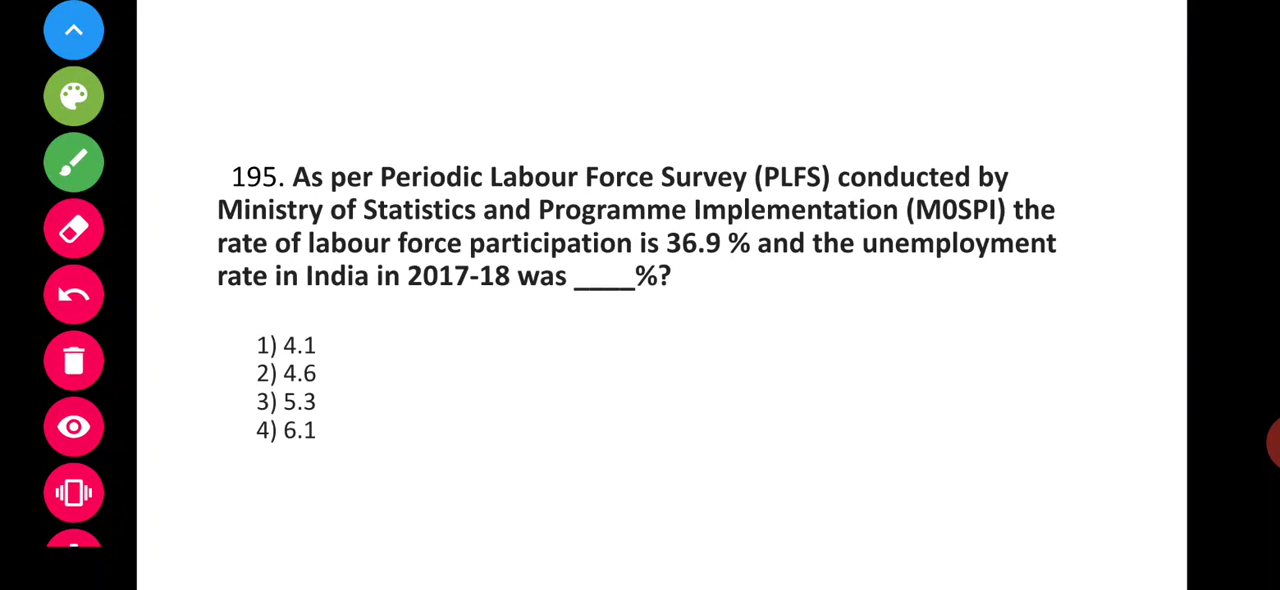 195. As per Periodic Labour Force Survey (PLFS) conducted by
Ministry of Statistics and Programme Implementation (M0SPI) the
rate of labour force participation is 36.9 % and the unemployment
rate in India in 2017-18 was ____%?
1) 4.1
2) 4.6
3) 5.3
4) 6.1